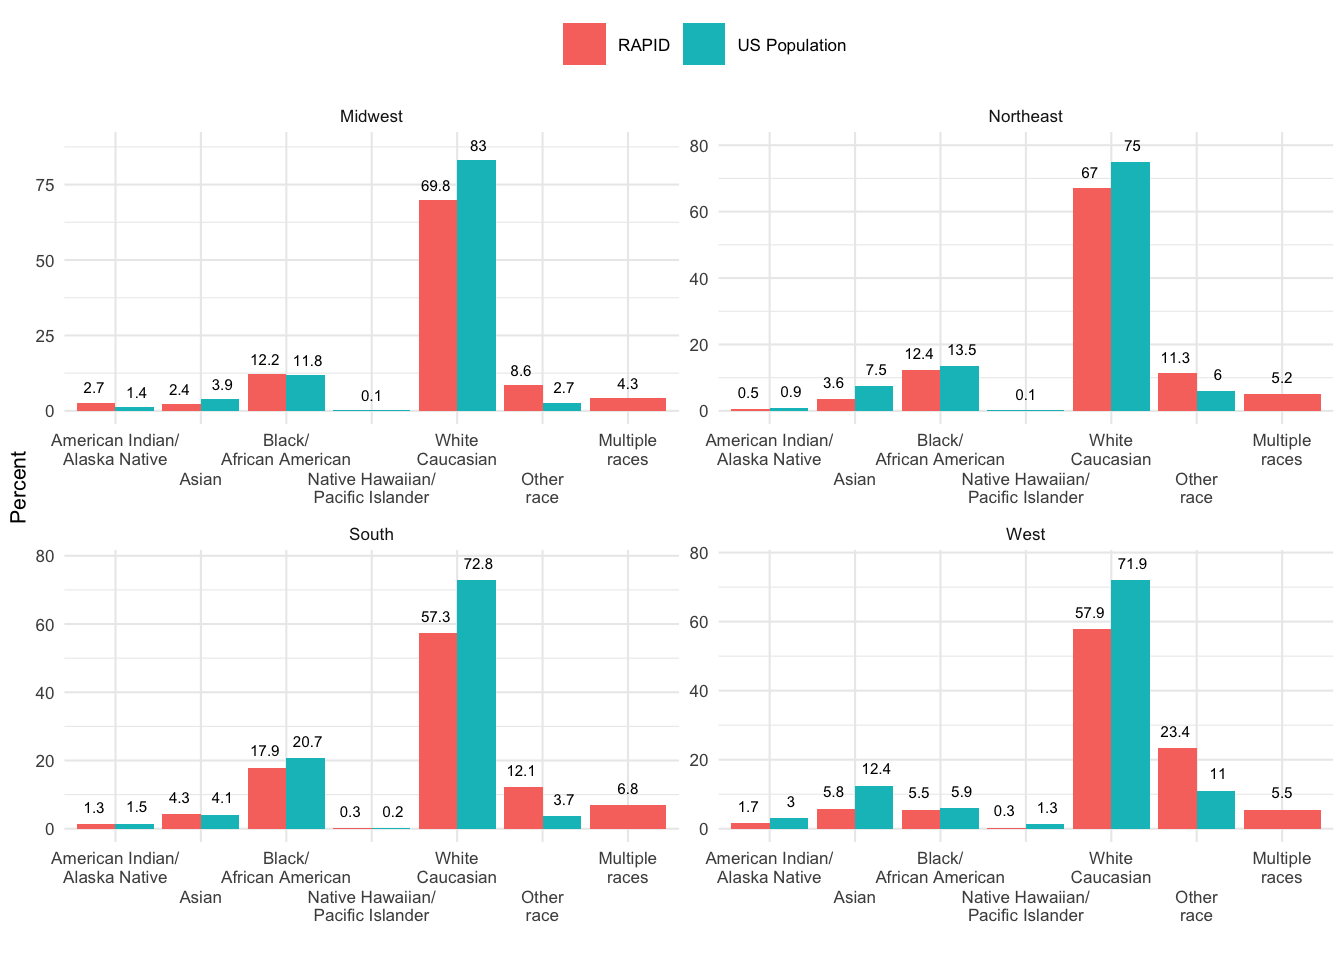 RAPID US Population
Midwest
75
50
25
0
2.7 1.4 2.4 3.9 12.2 11.8 0.1 69.8 83 8.6 2.7 4.3
American Indian/ Black/ White Multiple
Alaska Native African American Caucasian races
Asian Native Hawaiian/ Other
Pacific Islander race
Northeast
80
60
40
20
0
0.5 0.9 3.6 7.5 12.4 13.5 0.1 67 75 11.3 6 5.2
American Indian/ Black/ White Multiple
Alaska Native African American Caucasian races
Asian Native Hawaiian/ Other
Pacific Islander race
Percent
South
80
60
40
20
0
1.3 1.5 4.3 4.1 17.9 20.7 0.3 0.2 57.3 72.8 12.1 3.7 6.8
American Indian/ Black/ White Multiple
Alaska Native African American Caucasian races
Asian Native Hawaiian/ Other
Pacific Islander race
West
80
60
40
20
0
1.7 3 5.8 12.4 5.5 5.9 0.3 1.3 57.9 71.9 23.4 11 5.5
American Indian/ Black/ White Multiple
Alaska Native African American Caucasian races
Asian Native Hawaiian/ Other
Pacific Islander race